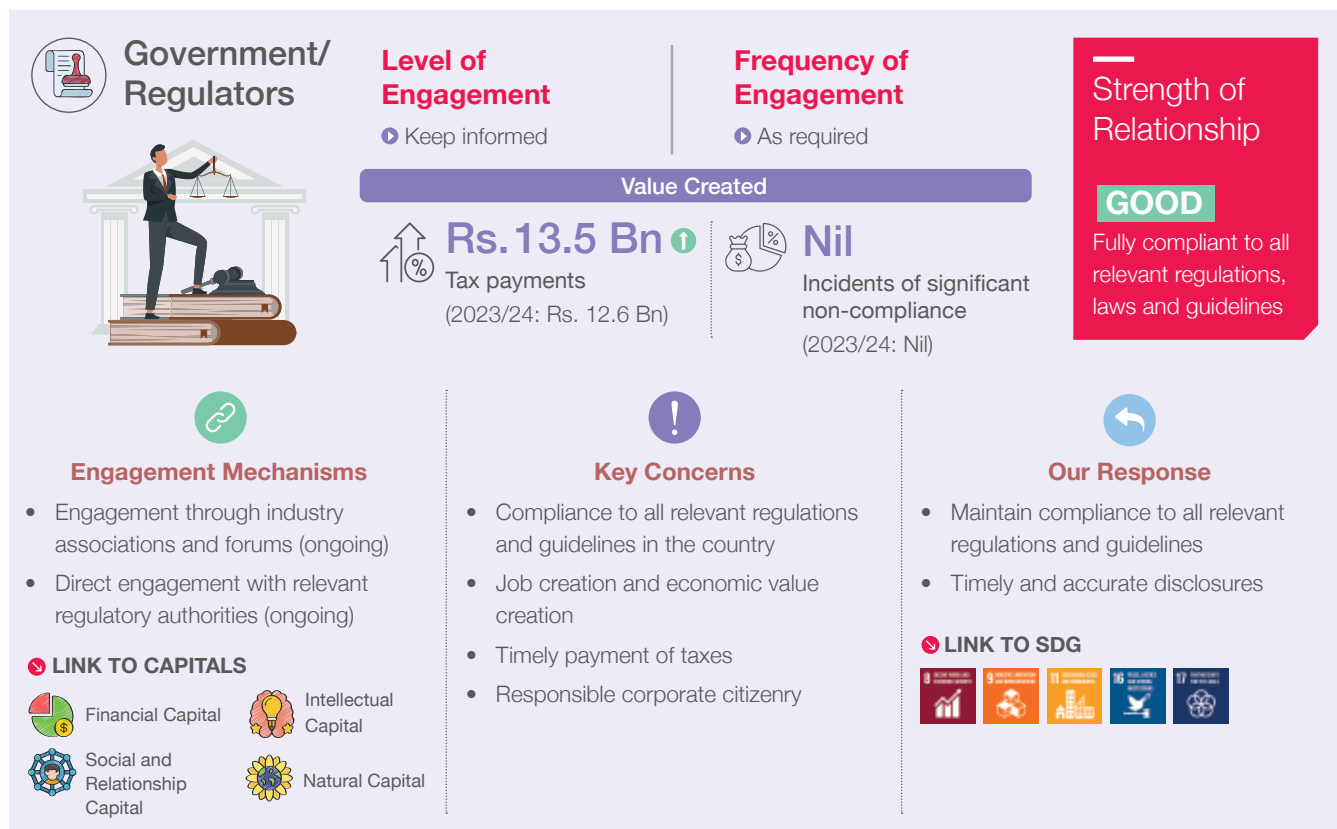 Government/
Regulators
Level of
Engagement
Keep informed
Frequency of
Engagement
As required
Strength of
Relationship
GOOD
Fully compliant to all
relevant regulations,
laws and guidelines
Value Created
Rs. 13.5 Bn
Tax payments
(2023/24: Rs. 12.6 Bn)
Nil
Incidents of significant
non-compliance
(2023/24: Nil)
Engagement Mechanisms
• Engagement through industry
associations and forums (ongoing)
• Direct engagement with relevant
regulatory authorities (ongoing)
LINK TO CAPITALS
Financial Capital
Intellectual
Capital
Social and
Relationship
Capital
Natural Capital
Key Concerns
• Compliance to all relevant regulations
and guidelines in the country
• Job creation and economic value
creation
• Timely payment of taxes
• Responsible corporate citizenry
Our Response
• Maintain compliance to all relevant
regulations and guidelines
• Timely and accurate disclosures
LINK TO SDG
8
9
11
16
17